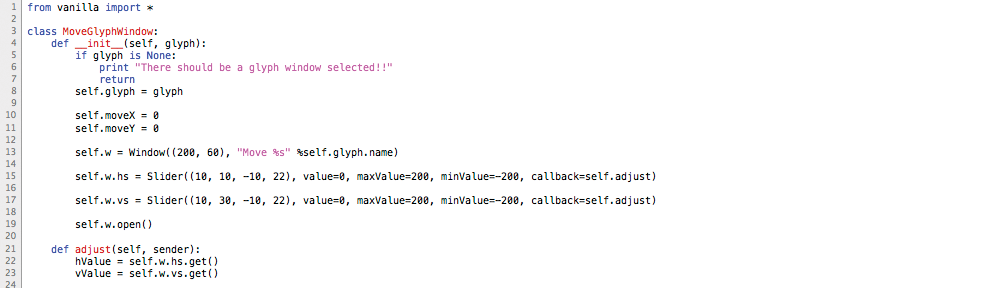 1 from vanilla import *
2
3 class MoveGlyphWindow:
4     def __init__(self, glyph):
5         if glyph is None:
6             print "There should be a glyph window selected!!"
7             return
8         self.glyph = glyph
9
10         self.moveX = 0
11         self.moveY = 0
12
13         self.w = Window((200, 60), "Move %s" %self.glyph.name)
14
15         self.w.hs = Slider((10, 10, -10, 22), value=0, maxValue=200, minValue=-200, callback=self.adjust)
16
17         self.w.vs = Slider((10, 30, -10, 22), value=0, maxValue=200, minValue=-200, callback=self.adjust)
18
19         self.w.open()
20
21     def adjust(self, sender):
22         hValue = self.w.hs.get()
23         vValue = self.w.vs.get()
24